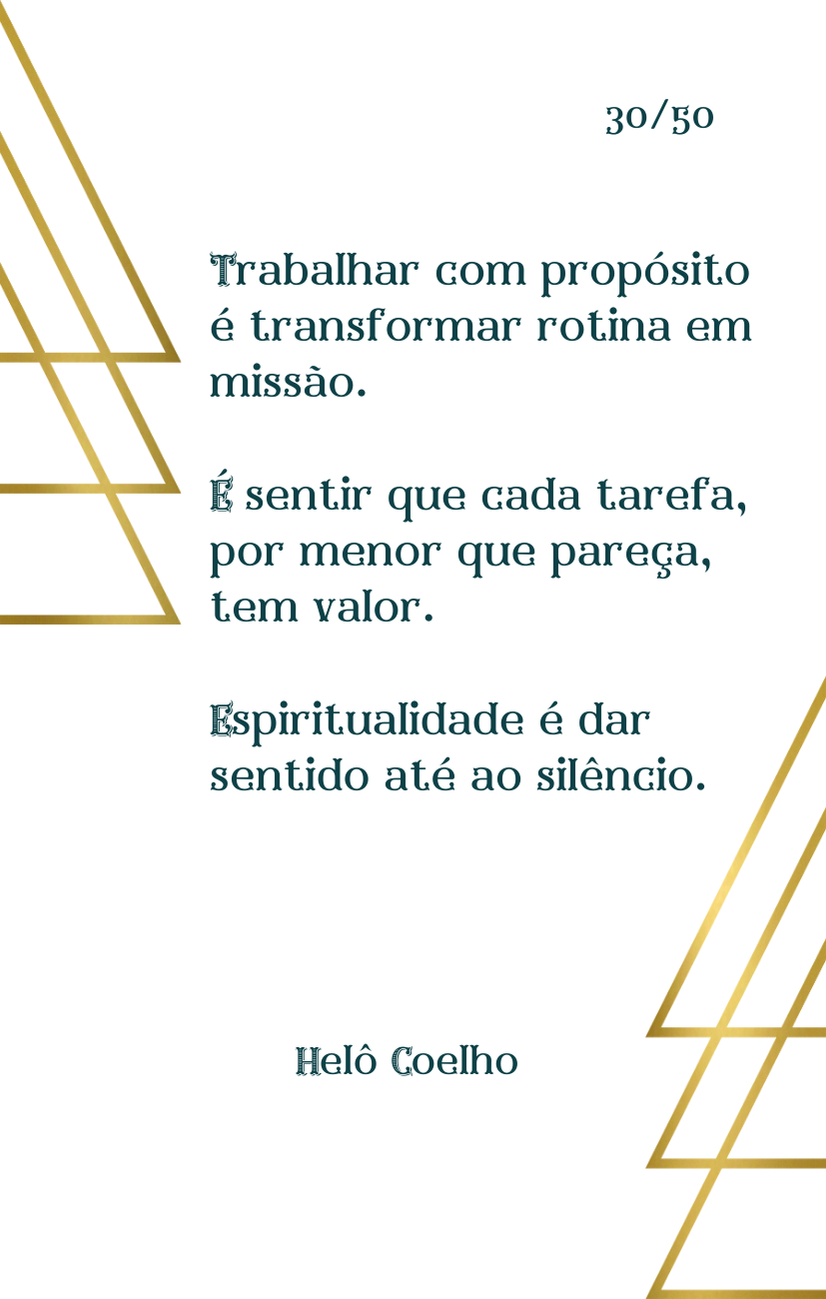 30/50
Trabalhar com propósito
é transformar rotina em
missão.
É sentir que cada tarefa,
por menor que pareça,
tem valor.
Espiritualidade é dar
sentido até ao silêncio.
Helô Coelho